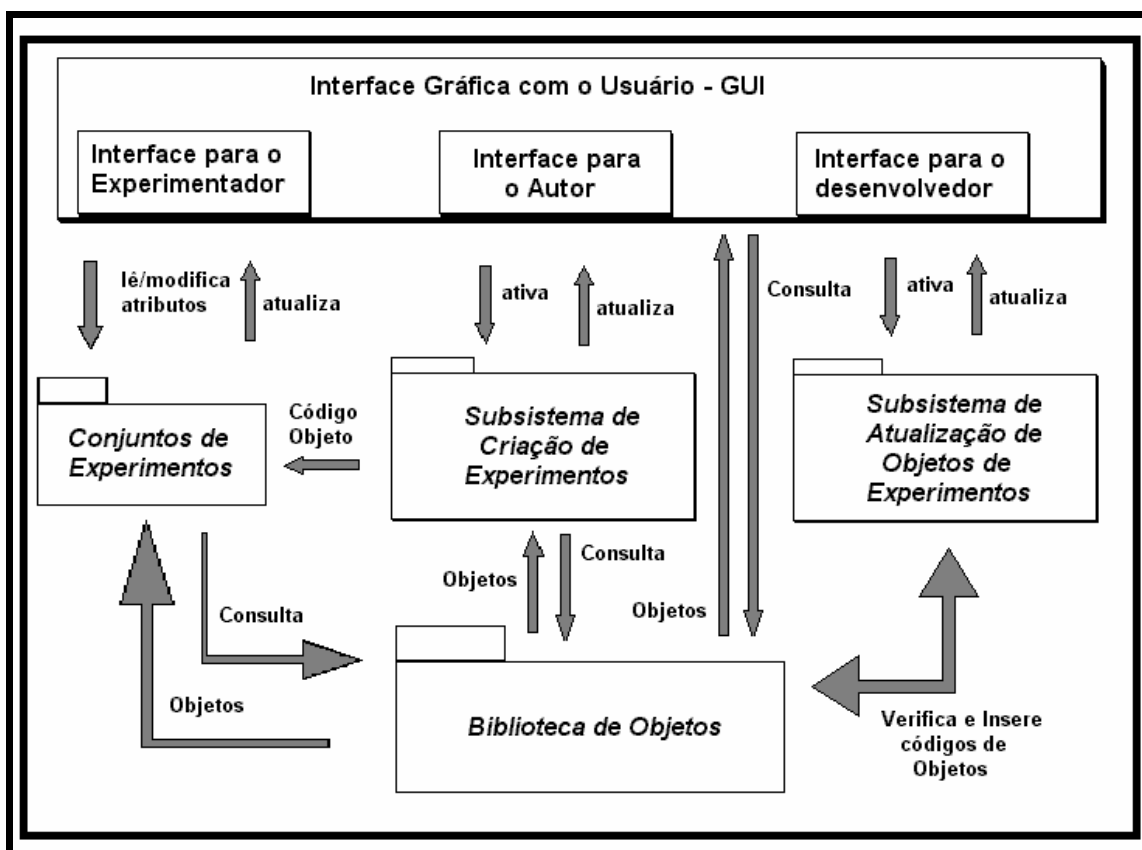 Interface Gráfica com o Usuário - GUI
Interface para o
Experimentador
Interface para
o Autor
Interface para o
desenvolvedor
lê/modifica
atributos
atualiza
ativa
atualiza
Consulta
ativa
atualiza
Conjuntos de
Experimentos
Código
Objeto
Subsistema de
Criação de
Experimentos
Subsistema de
Atualização de
Objetos de
Experimentos
Consulta
Objetos
Objetos
Consulta
Objetos
Biblioteca de Objetos
Verifica e Insere
códigos de
Objetos